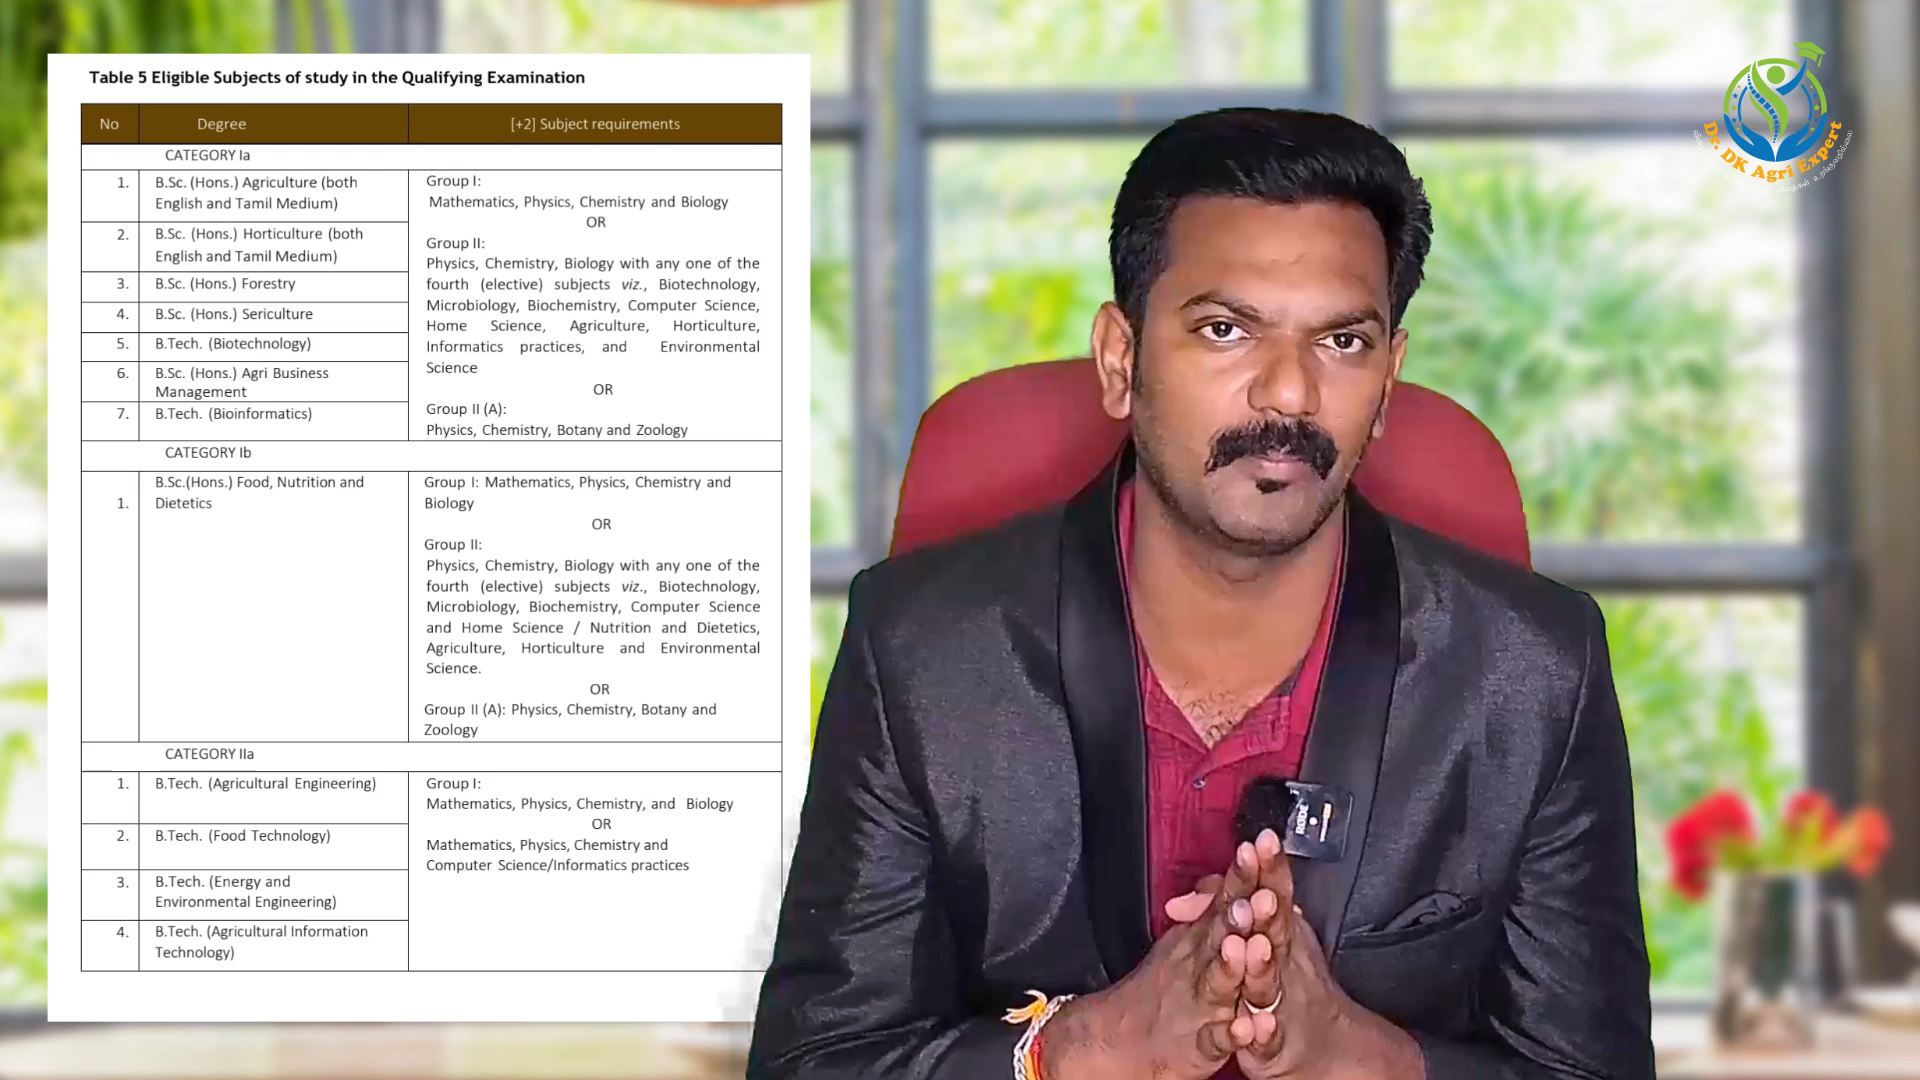 Table 5 Eligible Subjects of study in the Qualifying Examination
No Degree [+2] Subject requirements
CATEGORY Ia
1. B.Sc. (Hons.) Agriculture (both
English and Tamil Medium)
2. B.Sc. (Hons.) Horticulture (both
English and Tamil Medium)
3. B.Sc. (Hons.) Forestry
4. B.Sc. (Hons.) Sericulture
5. B.Tech. (Biotechnology)
6. B.Sc. (Hons.) Agri Business
Management
7. B.Tech. (Bioinformatics)
Group I:
Mathematics, Physics, Chemistry and Biology
OR
Group II:
Physics, Chemistry, Biology with any one of the
fourth (elective) subjects viz., Biotechnology,
Microbiology, Biochemistry, Computer Science,
Home Science, Agriculture, Horticulture,
Informatics practices, and Environmental
Science
OR
Group II (A):
Physics, Chemistry, Botany and Zoology
CATEGORY Ib
1. B.Sc.(Hons.) Food, Nutrition and
Dietetics
Group I: Mathematics, Physics, Chemistry and
Biology
OR
Group II:
Physics, Chemistry, Biology with any one of the
fourth (elective) subjects viz., Biotechnology,
Microbiology, Biochemistry, Computer Science
and Home Science / Nutrition and Dietetics,
Agriculture, Horticulture and Environmental
Science.
OR
Group II (A): Physics, Chemistry, Botany and
Zoology
CATEGORY IIa
1. B.Tech. (Agricultural Engineering)
2. B.Tech. (Food Technology)
3. B.Tech. (Energy and
Environmental Engineering)
4. B.Tech. (Agricultural Information
Technology)
Group I:
Mathematics, Physics, Chemistry, and Biology
OR
Mathematics, Physics, Chemistry and
Computer Science/Informatics practices
Dr. DK Agri Expert
RODE